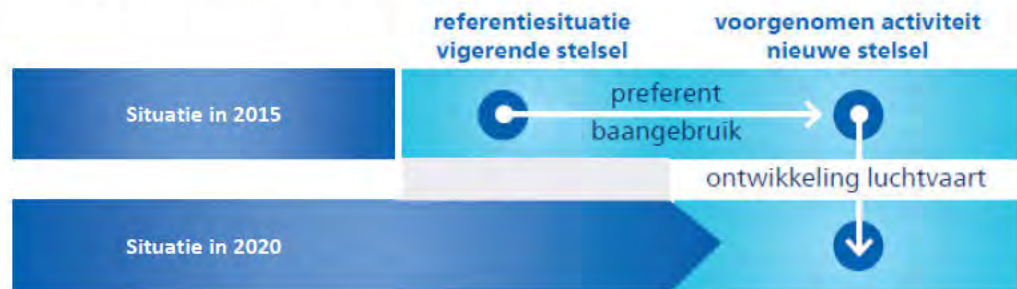 referentiesituatie
vigerende stelsel
voorgenomen activiteit
nieuwe stelsel
Situatie in 2015
preferent
baangebruik
ontwikkeling luchtvaart
Situatie in 2020